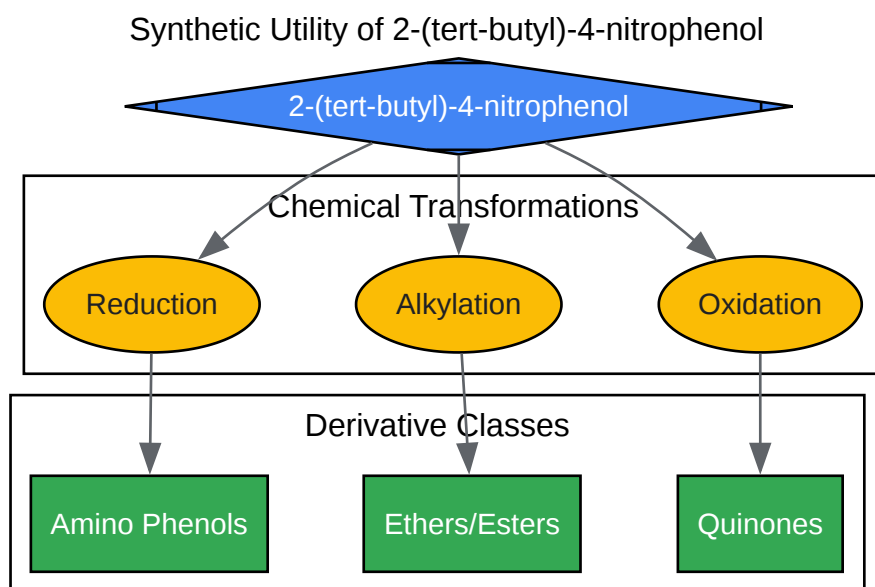 Synthetic Utility of 2-(tert-butyl)-4-nitrophenol
2-(tert-butyl)-4-nitrophenol
Chemical Transformations
Reduction
Alkylation
Oxidation
Derivative Classes
Amino Phenols
Ethers/Esters
Quinones